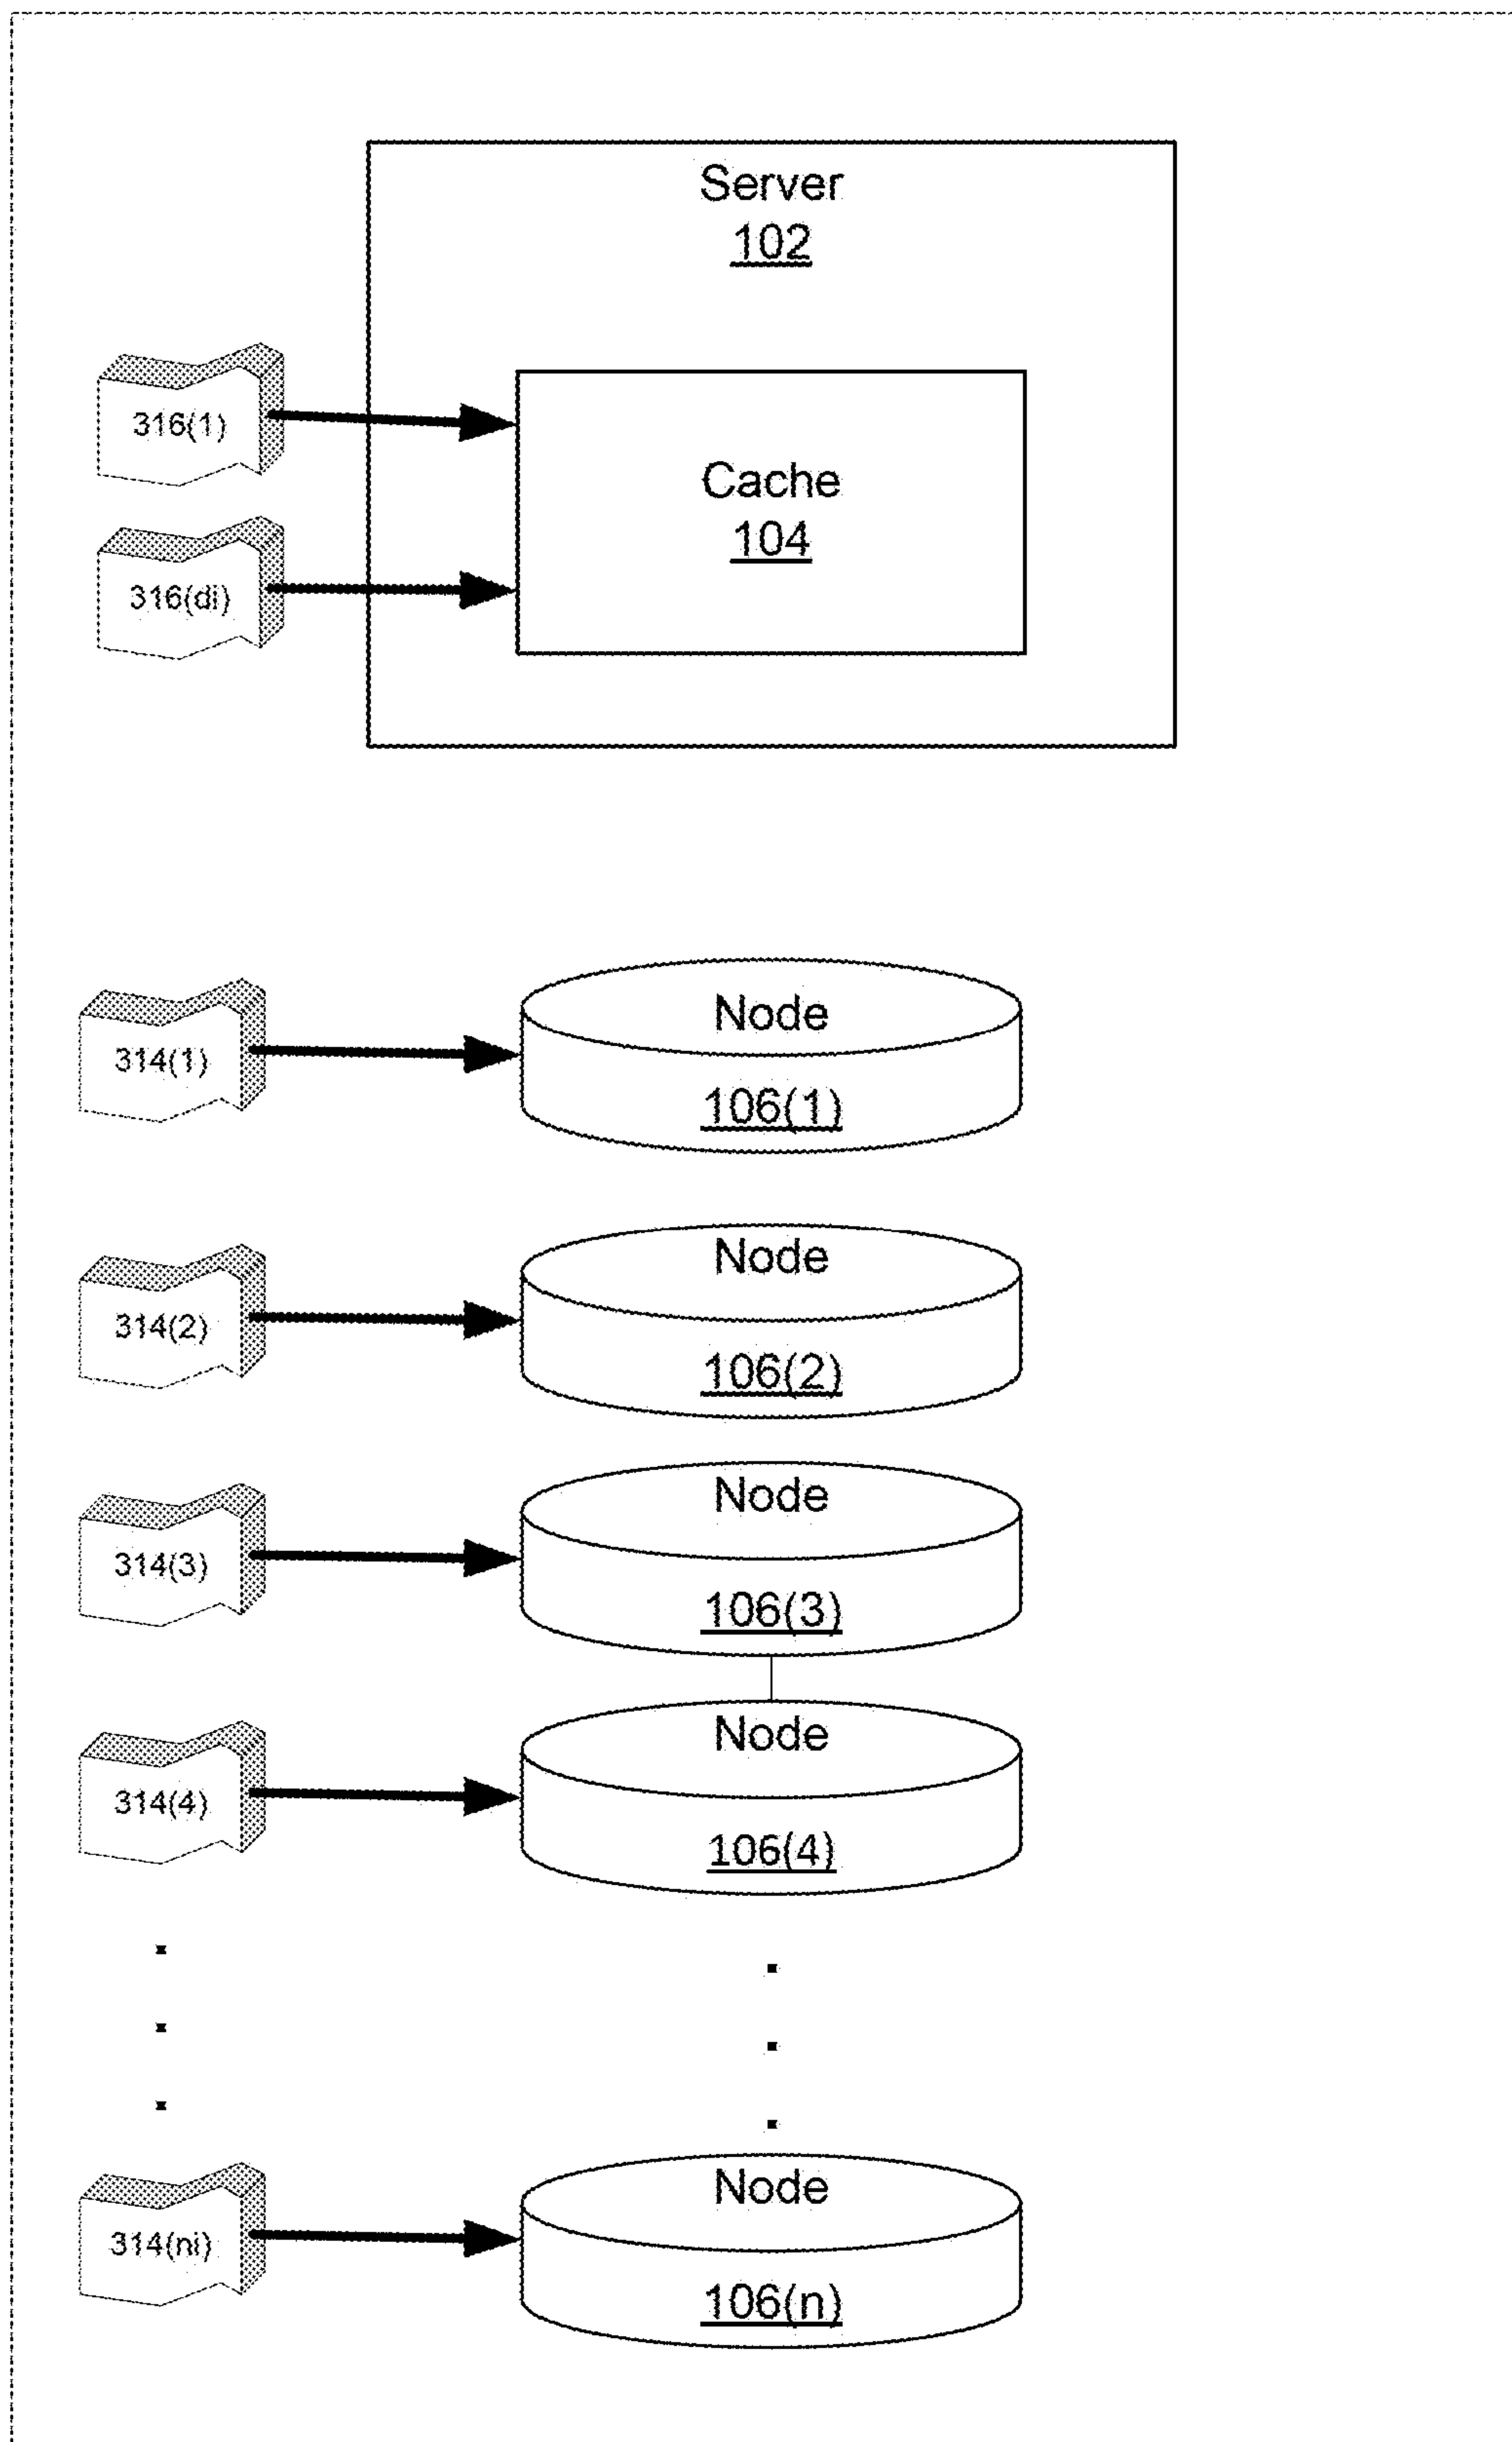 Server
102
316(1)
Cache
104
316(di)
Node
314(1)
106(1)
Node
314(2)
106(2)
Node
314(3)
106(3)
Node
314(4)
106(4)
Node
314(ni)
106(n)